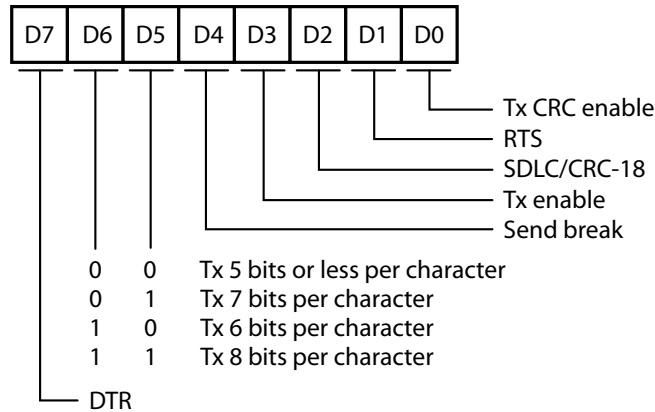 D7 D6 D5 D4 D3 D2 D1 D0
Tx CRC enable
RTS
SDLC/CRC-18
Tx enable
Send break
0 0 Tx 5 bits or less per character
0 1 Tx 7 bits per character
1 0 Tx 6 bits per character
1 1 Tx 8 bits per character
DTR